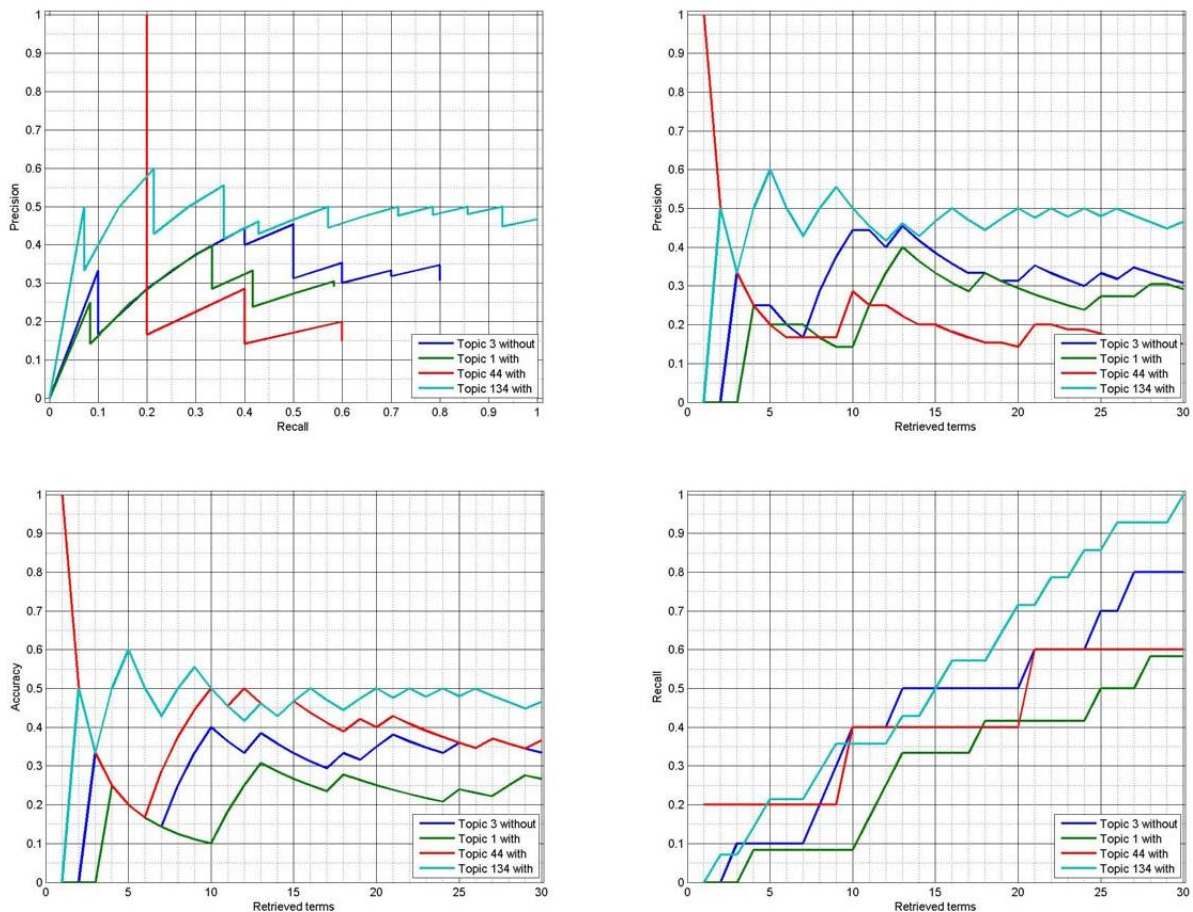 1
0.9
0.8
0.7
0.6
0.5
0.4
0.3
0.2
0.1
0
Precision
0 0.1 0.2 0.3 0.4 0.5 0.6 0.7 0.8 0.9 1
Recall
Topic 3 without
Topic 1 with
Topic 44 with
Topic 134 with
1
0.9
0.8
0.7
0.6
0.5
0.4
0.3
0.2
0.1
0
Precision
0 5 10 15 20 25 30
Retrieved terms
Topic 3 without
Topic 1 with
Topic 44 with
Topic 134 with
1
0.9
0.8
0.7
0.6
0.5
0.4
0.3
0.2
0.1
0
Accuracy
0 5 10 15 20 25 30
Retrieved terms
Topic 3 without
Topic 1 with
Topic 44 with
Topic 134 with
1
0.9
0.8
0.7
0.6
0.5
0.4
0.3
0.2
0.1
0
Recall
0 5 10 15 20 25 30
Retrieved terms
Topic 3 without
Topic 1 with
Topic 44 with
Topic 134 with